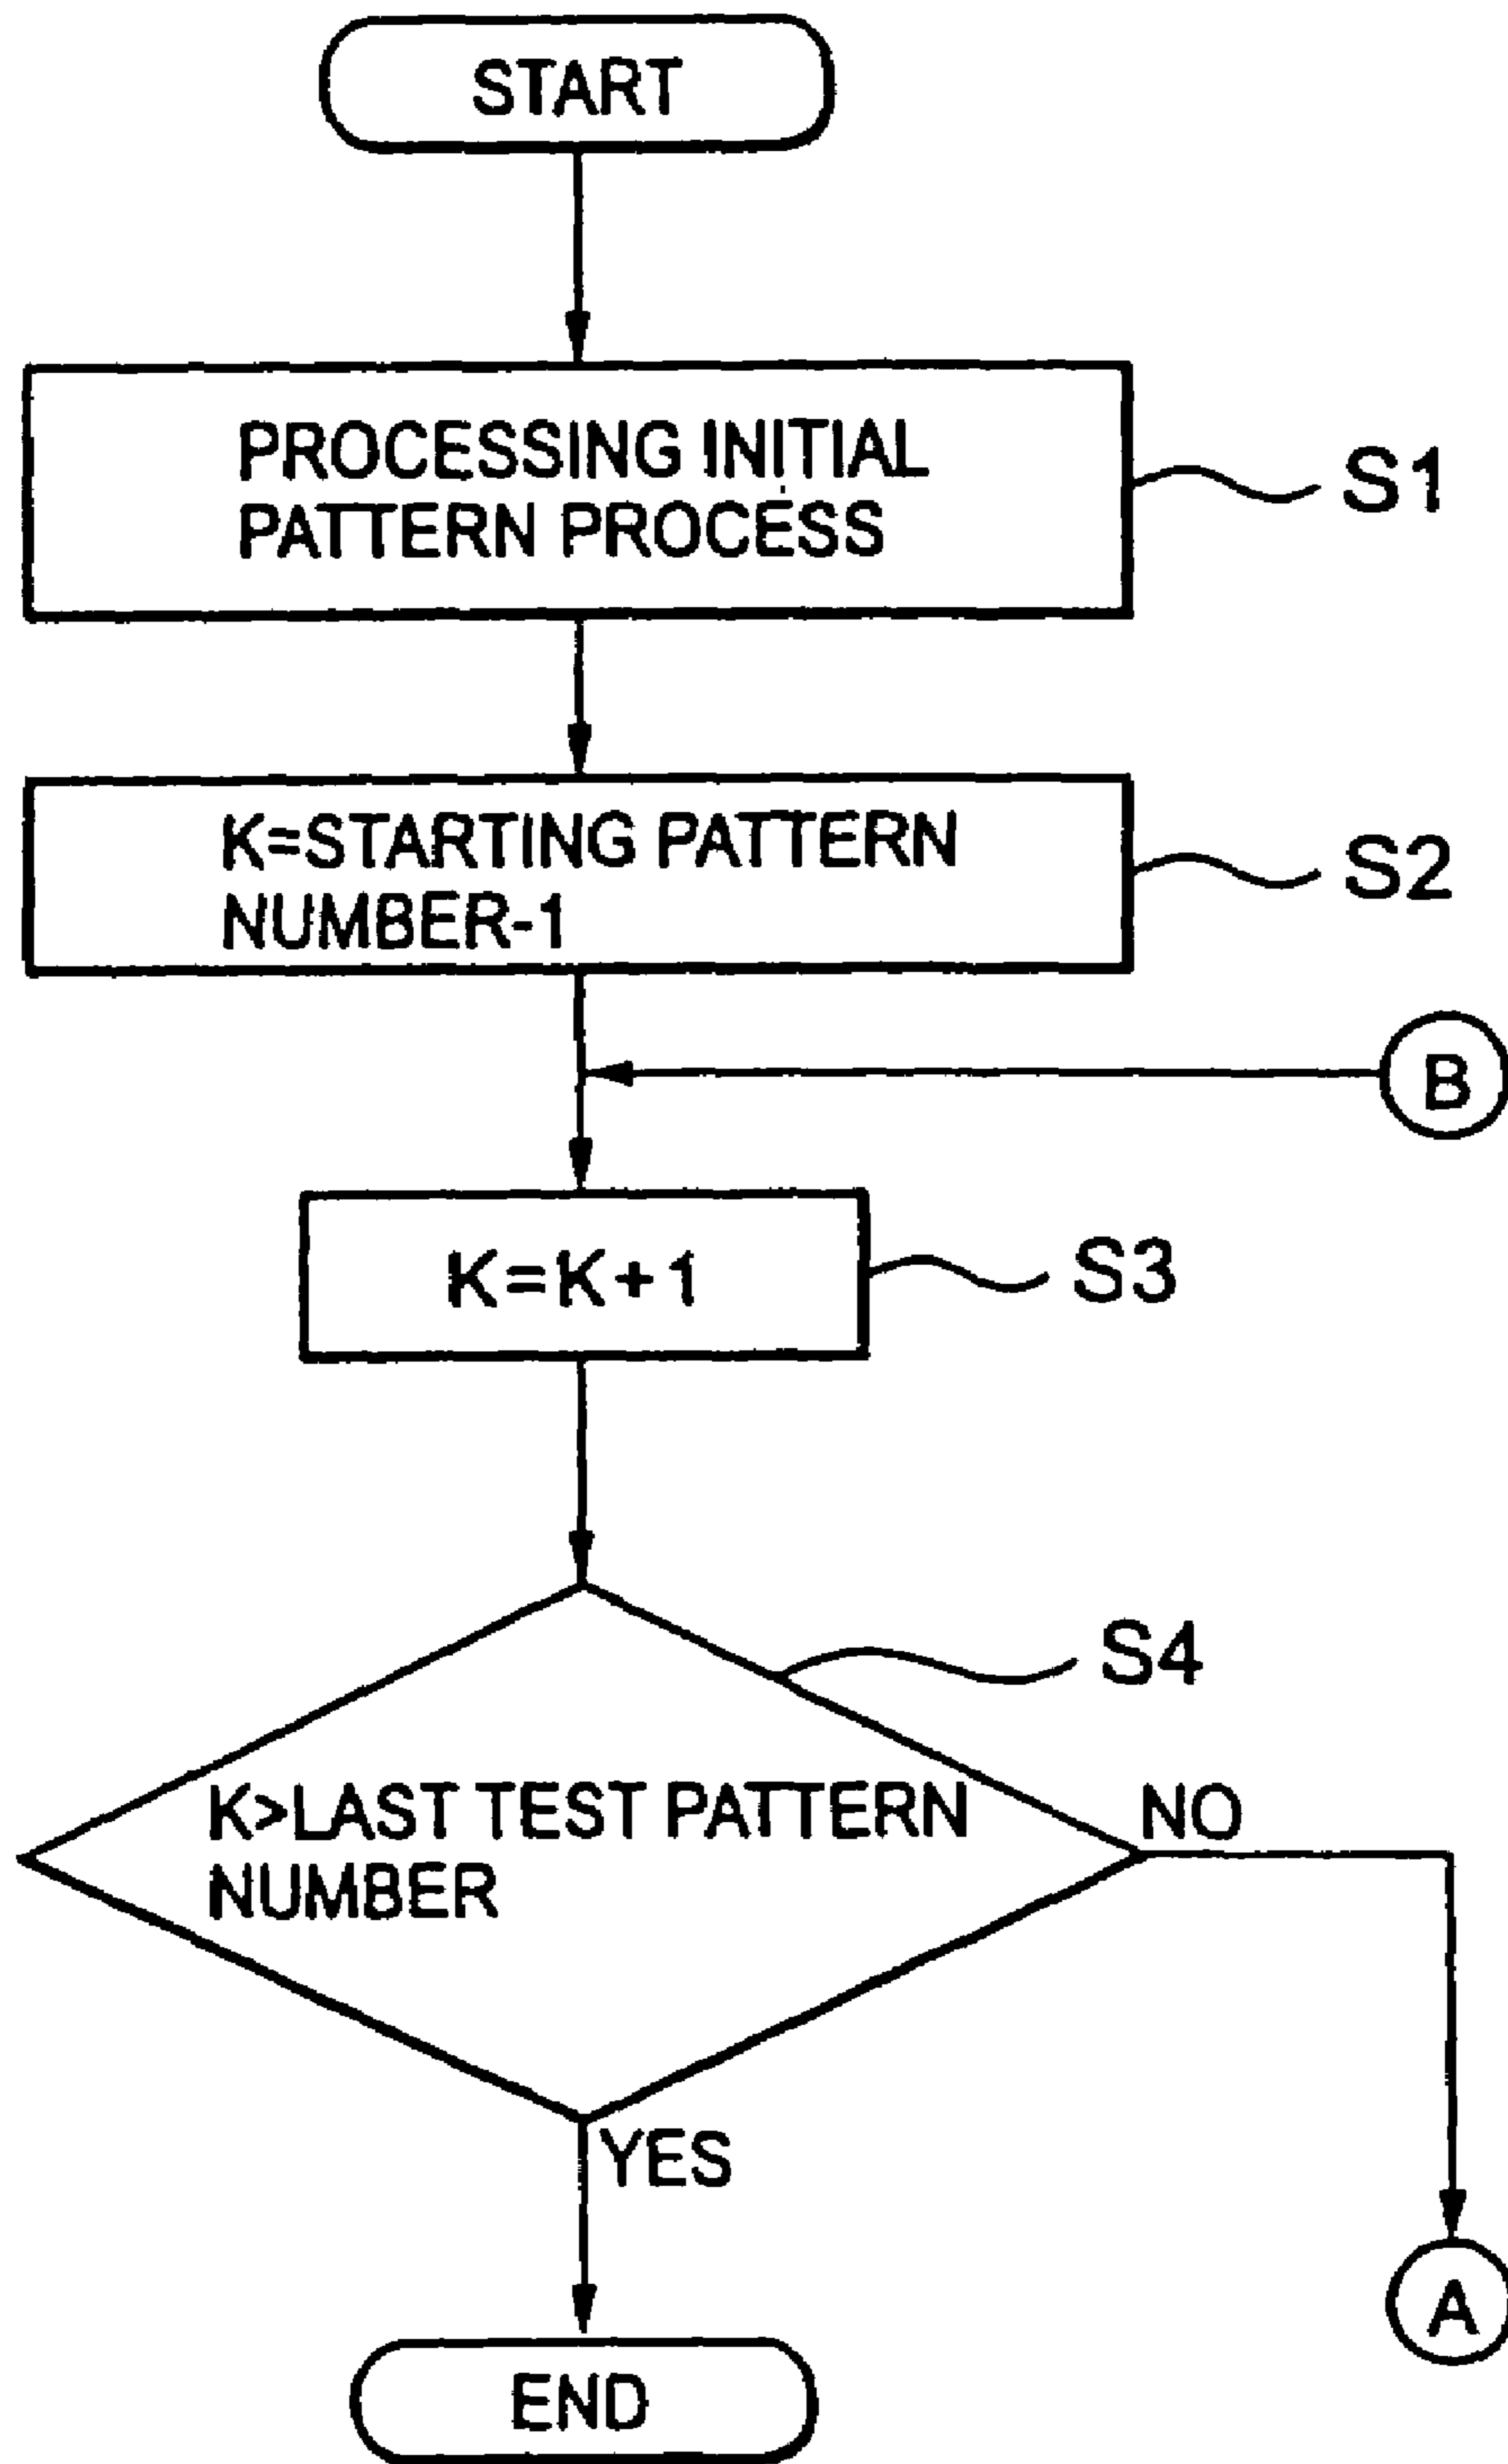 START
PROCESSING INITIAL
PATTERN PROCESS
S1
K=STARTING PATTERN
NUMBER-1
S2
B
K=K+1
S3
S4
K>LAST TEST PATTERN
NUMBER
NO
YES
A
END